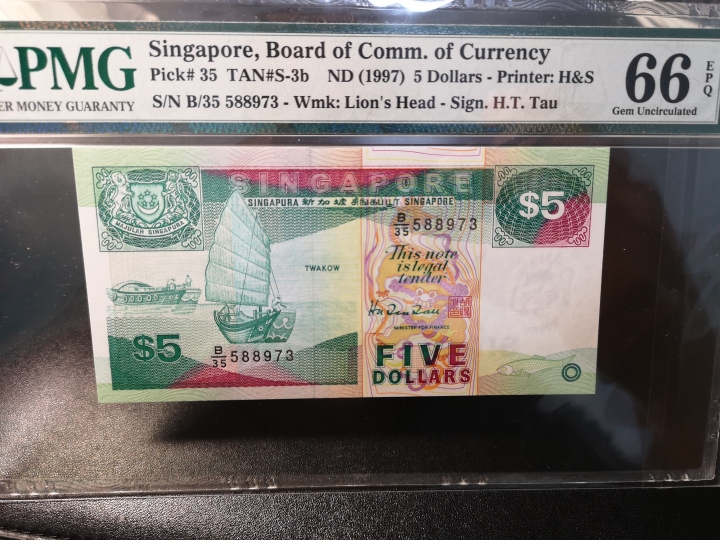 PMG
ER MONEY GUARANTY
Singapore, Board of Comm. of Currency
Pick# 35 TAN#S-3b ND (1997) 5 Dollars - Printer: H&S
S/N B/35 588973 - Wmk: Lion's Head - Sign. H.T. Tau
66 EPQ
Gem Uncirculated
SINGAPORE
SINGAPURA 新加坡 சிங்கப்பூர் SINGAPORE
MAJULAH SINGAPURA
$5
B/35 588973
This note
is legal
tender
TWAKOW
MINISTER FOR FINANCE
$5
B/35 588973
FIVE
DOLLARS